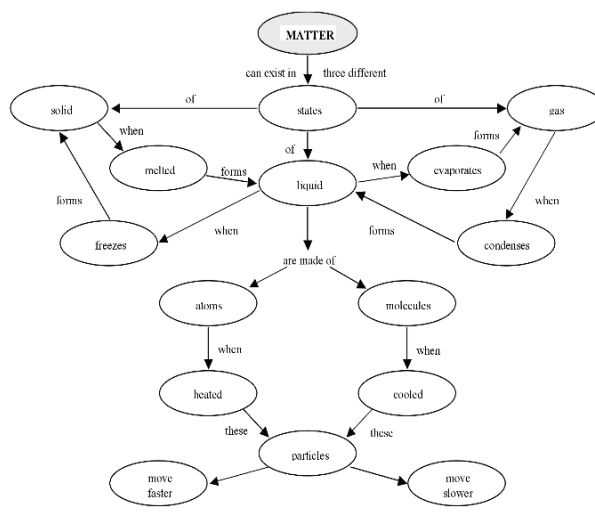 MATTER
can exist in three different
of of
solid states gas
when forms
of
melted forms when evaporates
liquid
forms when
when forms
freezes condenses
are made of
atoms molecules
when when
heated cooled
these these
particles
move
faster
move
slower